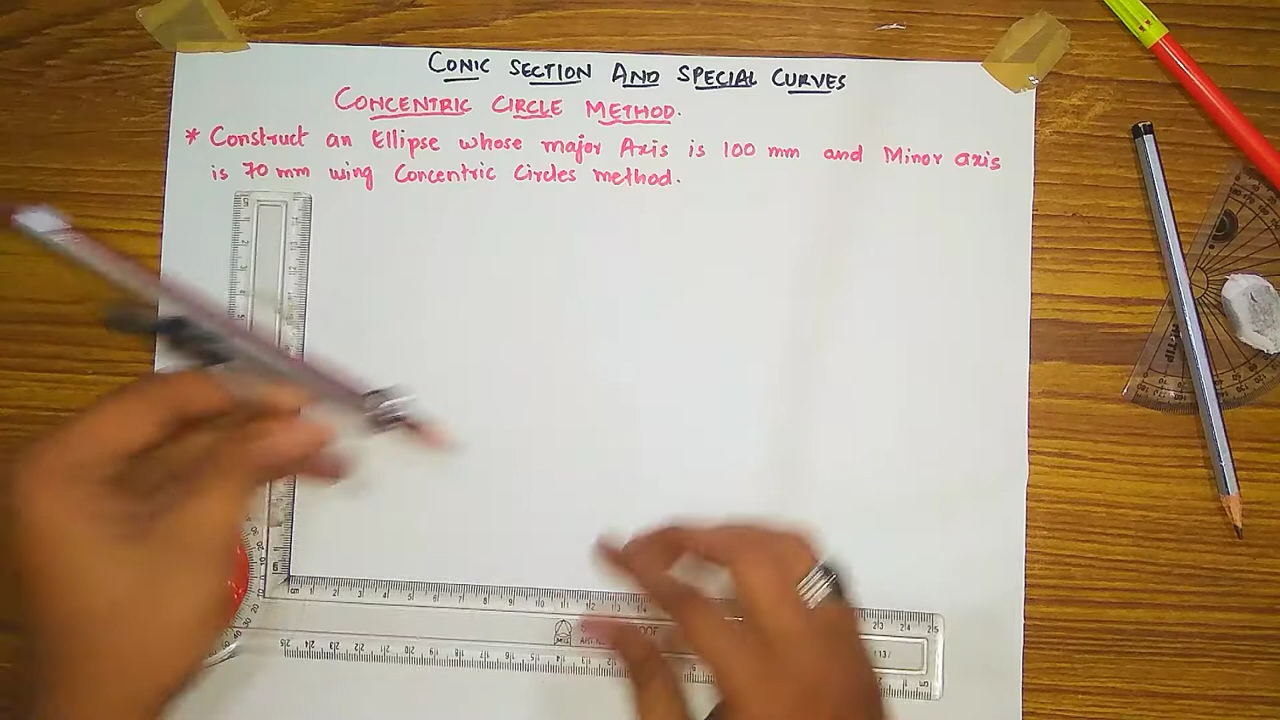 CONIC SECTION AND SPECIAL CURVES
CONCENTRIC CIRCLE METHOD.
* Construct an Ellipse whose major Axis is 100 mm and Minor axis
is 70 mm using Concentric Circles method.